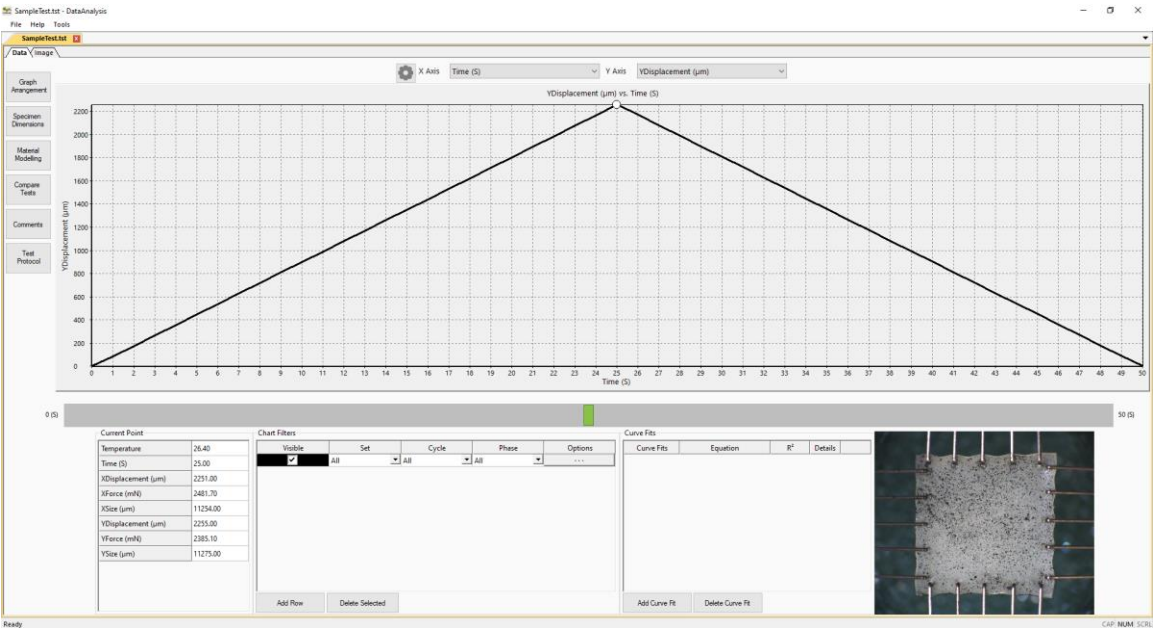 SampleTest.tst - DataAnalysis
File Help Tools
SampleTest.tst x
Data Image
X Axis Time (S) Y Axis YDisplacement (µm)
Graph
Arrangement
Specimen
Dimensions
Material
Modelling
Compare
Tests
Comments
Test
Protocol
YDisplacement (µm) vs. Time (S)
YDisplacement (µm)
2200
2000
1800
1600
1400
1200
1000
800
600
400
200
0
0 1 2 3 4 5 6 7 8 9 10 11 12 13 14 15 16 17 18 19 20 21 22 23 24 25 26 27 28 29 30 31 32 33 34 35 36 37 38 39 40 41 42 43 44 45 46 47 48 49 50
Time (S)
0 (S) 50 (S)
Current Point
Temperature 26.40
Time (S) 25.00
XDisplacement (µm) 2251.00
XForce (mN) 2481.70
XSize (µm) 11254.00
YDisplacement (µm) 2255.00
YForce (mN) 2385.10
YSize (µm) 11275.00
Chart Filters
Visible Set Cycle Phase Options
All All All ...
Add Row Delete Selected
Curve Fits
Curve Fits Equation R² Details
Add Curve Fit Delete Curve Fit
Ready CAP NUM SCRL